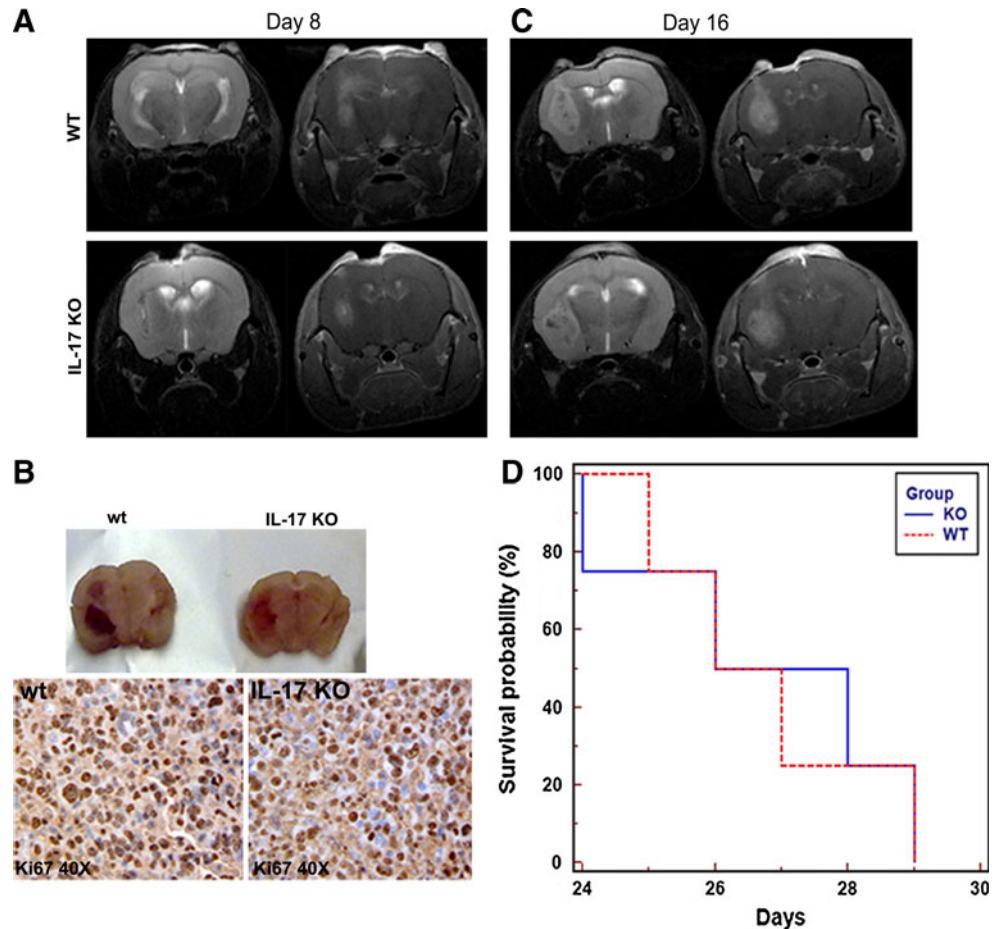 A
Day 8
C
Day 16
WT
IL-17 KO
B
wt
IL-17 KO
wt
IL-17 KO
Ki67 40X
Ki67 40X
D
Survival probability (%)
100
80
60
40
20
0
24
26
28
30
Days
Group
KO
WT